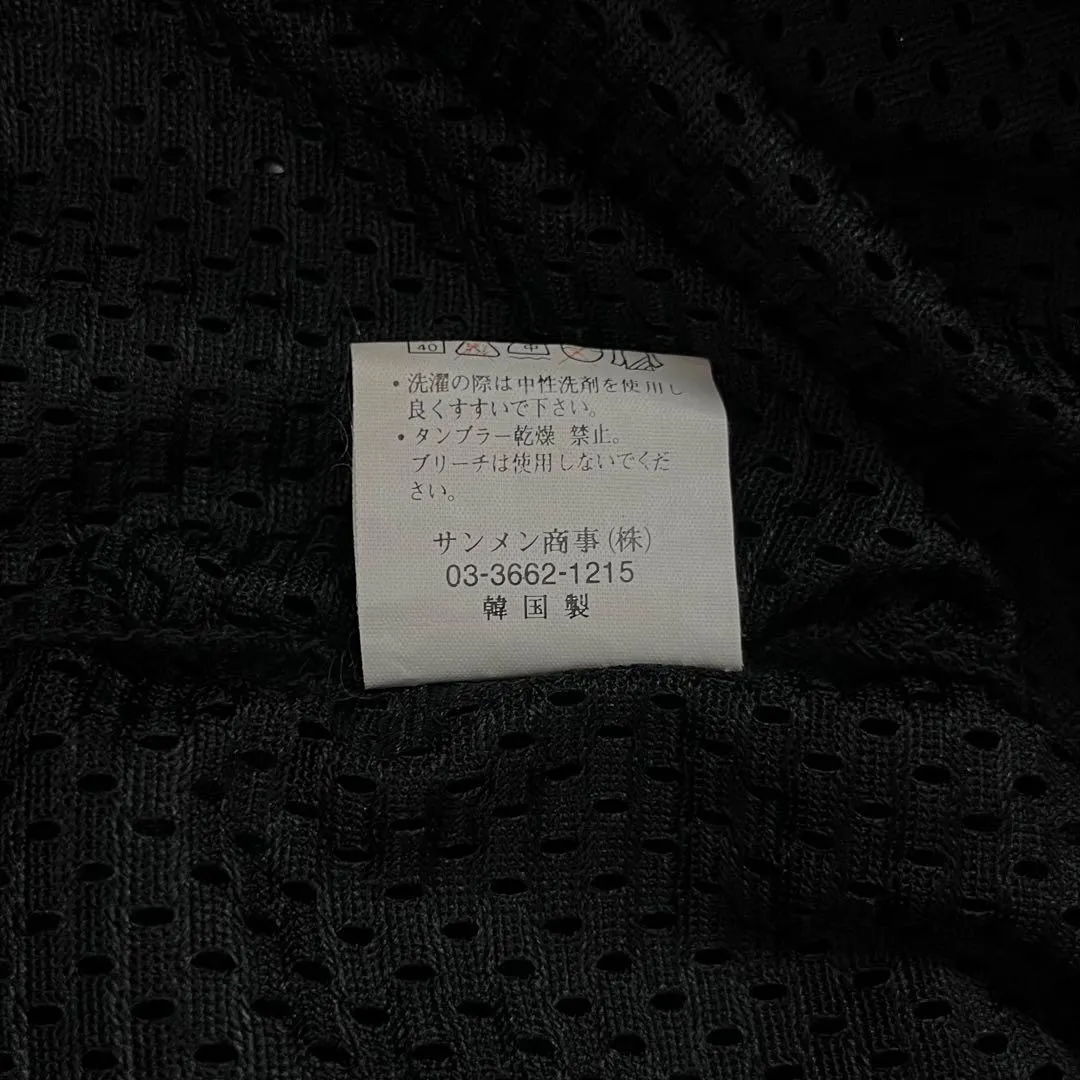 40 中
・洗濯の際は中性洗剤を使用し
良くすすいで下さい。
・タンブラー乾燥 禁止。
ブリーチは使用しないでくだ
さい。
サンメン商事(株)
03-3662-1215
韓国製